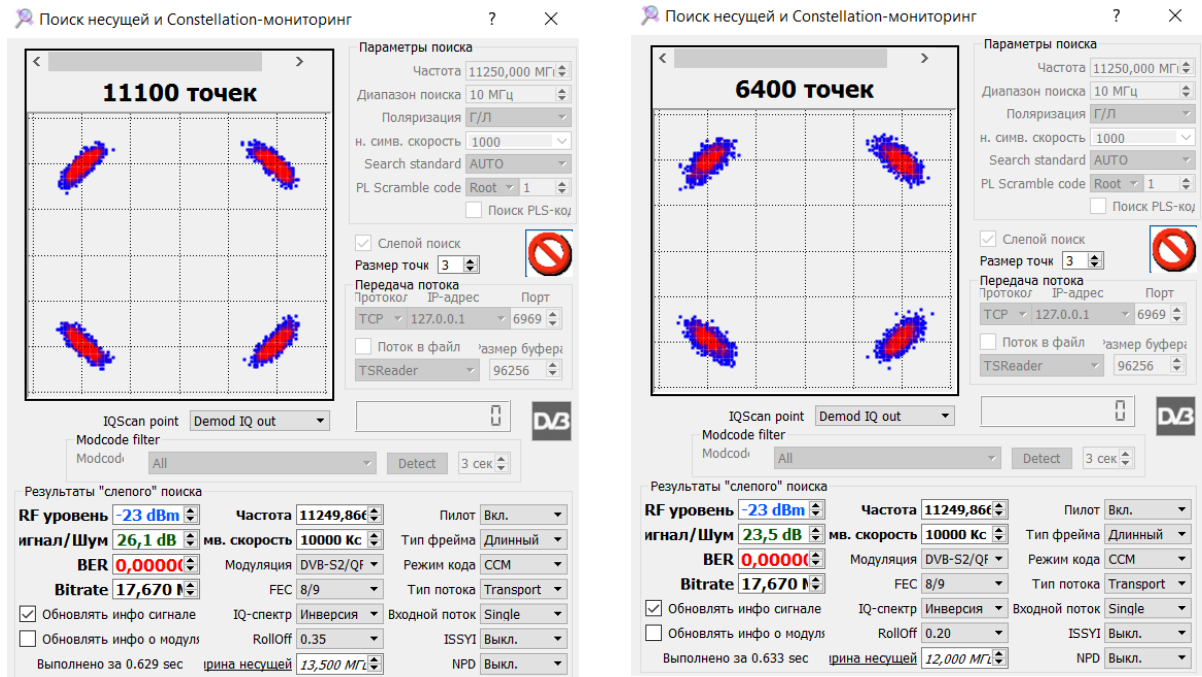 Поиск несущей и Constellation-мониторинг ? ×
< >
11100 точек
Параметры поиска
Частота 11250,000 МГц
Диапазон поиска 10 МГц
Поляризация Г/Л
н. симв. скорость 1000
Search standard AUTO
PL Scramble code Root 1
Поиск PLS-код
Слепой поиск
Размер точк 3
Передача потока
Протокол IP-адрес Порт
TCP 127.0.0.1 6969
Поток в файл азмер буфера
TSReader 96256
IQScan point Demod IQ out 0 DVB
Modcode filter
Modcod All Detect 3 сек
Результаты "слепого" поиска
RF уровень -23 dBm Частота 11249,866 Пилот Вкл.
игнал/Шум 26,1 dB мв. скорость 10000 Кс Тип фрейма Длинный
BER 0,00000 Модуляция DVB-S2/QP Режим кода CCM
Bitrate 17,670 М FEC 8/9 Тип потока Transport
Обновлять инфо сигнале IQ-спектр Инверсия Входной поток Single
Обновлять инфо о модуля RollOff 0.35 ISSYI Выкл.
Выполнено за 0.629 sec ирина несущей 13,500 МГц NPD Выкл.
Поиск несущей и Constellation-мониторинг ? ×
< >
6400 точек
Параметры поиска
Частота 11250,000 МГц
Диапазон поиска 10 МГц
Поляризация Г/Л
н. симв. скорость 1000
Search standard AUTO
PL Scramble code Root 1
Поиск PLS-код
Слепой поиск
Размер точк 3
Передача потока
Протокол IP-адрес Порт
TCP 127.0.0.1 6969
Поток в файл азмер буфера
TSReader 96256
IQScan point Demod IQ out 0 DVB
Modcode filter
Modcod All Detect 3 сек
Результаты "слепого" поиска
RF уровень -23 dBm Частота 11249,866 Пилот Вкл.
игнал/Шум 23,5 dB мв. скорость 10000 Кс Тип фрейма Длинный
BER 0,00000 Модуляция DVB-S2/QP Режим кода CCM
Bitrate 17,670 М FEC 8/9 Тип потока Transport
Обновлять инфо сигнале IQ-спектр Инверсия Входной поток Single
Обновлять инфо о модуля RollOff 0.20 ISSYI Выкл.
Выполнено за 0.633 sec ирина несущей 12,000 МГц NPD Выкл.